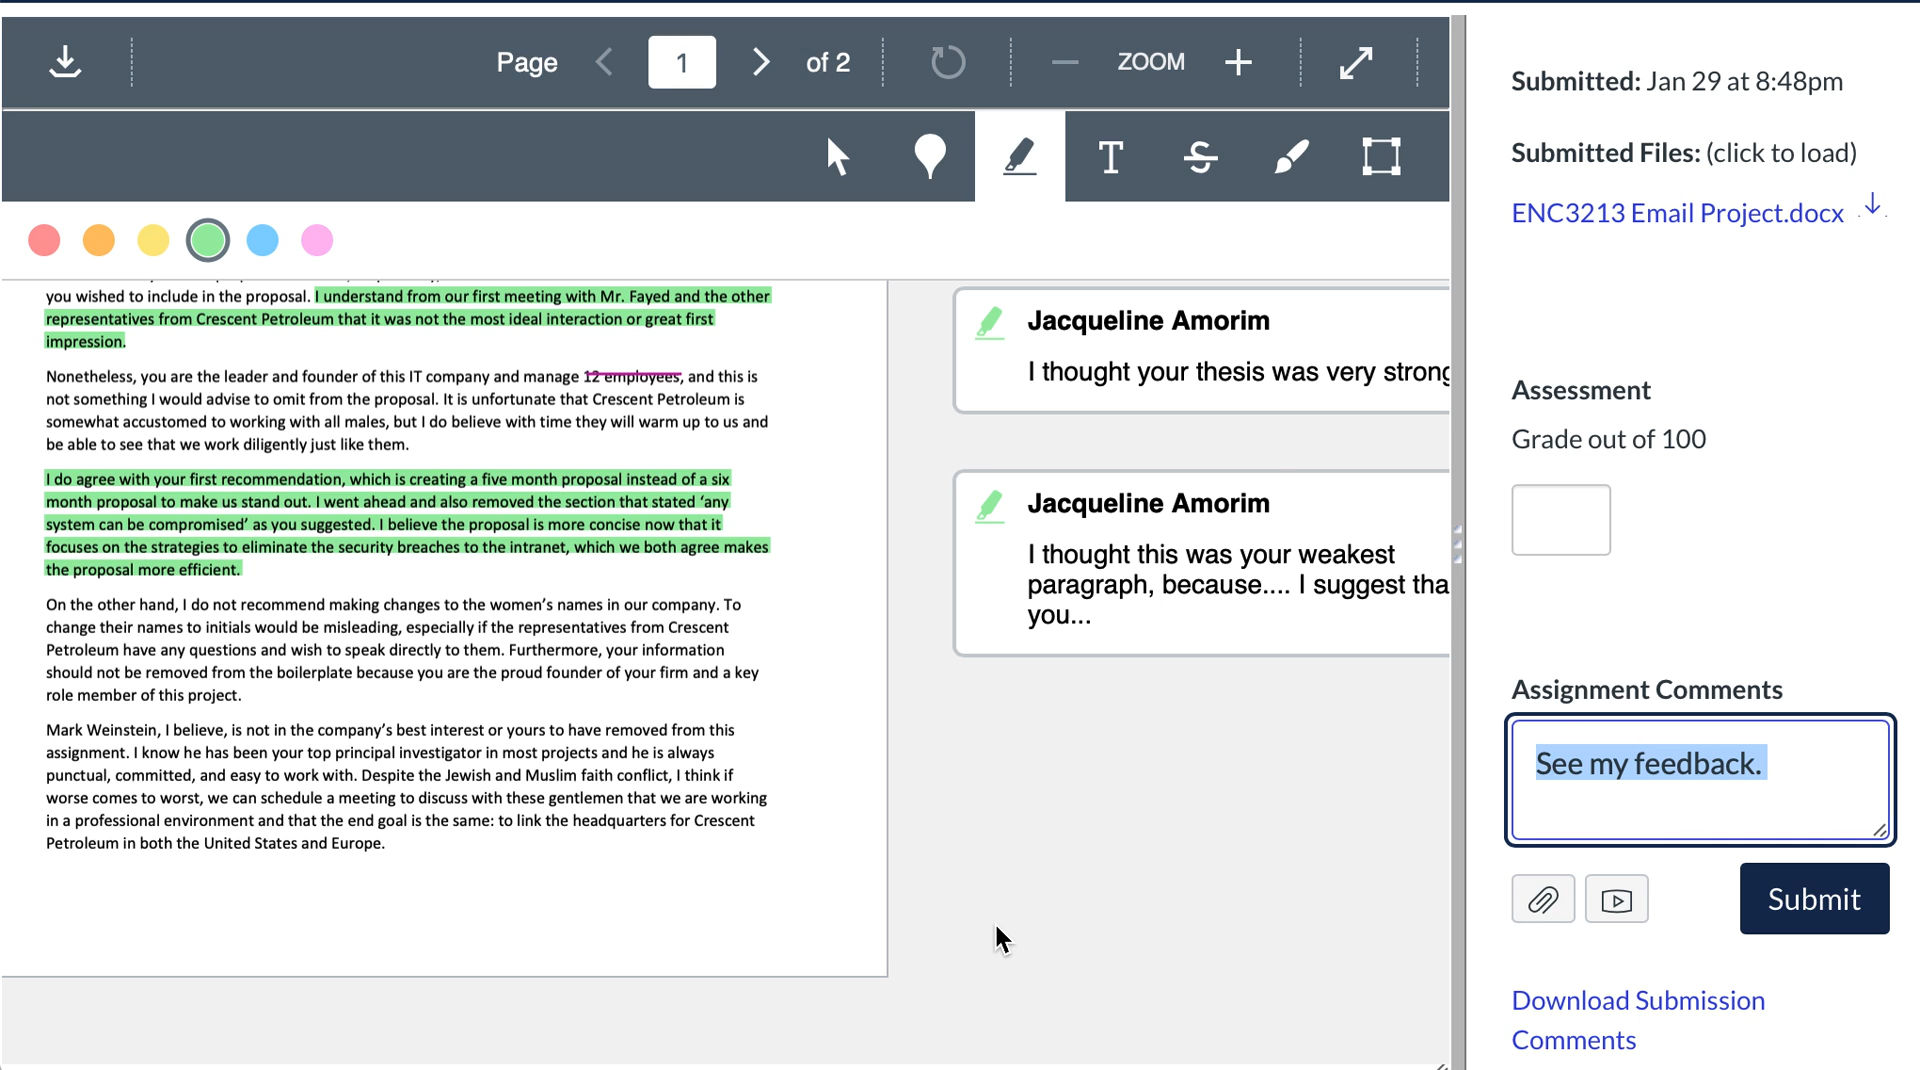 Page 1 of 2 ZOOM
you wished to include in the proposal. I understand from our first meeting with Mr. Fayed and the other
representatives from Crescent Petroleum that it was not the most ideal interaction or great first
impression.
Nonetheless, you are the leader and founder of this IT company and manage 12 employees, and this is
not something I would advise to omit from the proposal. It is unfortunate that Crescent Petroleum is
somewhat accustomed to working with all males, but I do believe with time they will warm up to us and
be able to see that we work diligently just like them.
I do agree with your first recommendation, which is creating a five month proposal instead of a six
month proposal to make us stand out. I went ahead and also removed the section that stated ‘any
system can be compromised’ as you suggested. I believe the proposal is more concise now that it
focuses on the strategies to eliminate the security breaches to the intranet, which we both agree makes
the proposal more efficient.
On the other hand, I do not recommend making changes to the women’s names in our company. To
change their names to initials would be misleading, especially if the representatives from Crescent
Petroleum have any questions and wish to speak directly to them. Furthermore, your information
should not be removed from the boilerplate because you are the proud founder of your firm and a key
role member of this project.
Mark Weinstein, I believe, is not in the company’s best interest or yours to have removed from this
assignment. I know he has been your top principal investigator in most projects and he is always
punctual, committed, and easy to work with. Despite the Jewish and Muslim faith conflict, I think if
worse comes to worst, we can schedule a meeting to discuss with these gentlemen that we are working
in a professional environment and that the end goal is the same: to link the headquarters for Crescent
Petroleum in both the United States and Europe.
Jacqueline Amorim
I thought your thesis was very strong
Jacqueline Amorim
I thought this was your weakest
paragraph, because.... I suggest tha
you...
Submitted: Jan 29 at 8:48pm
Submitted Files: (click to load)
ENC3213 Email Project.docx
Assessment
Grade out of 100
Assignment Comments
See my feedback.
Submit
Download Submission
Comments